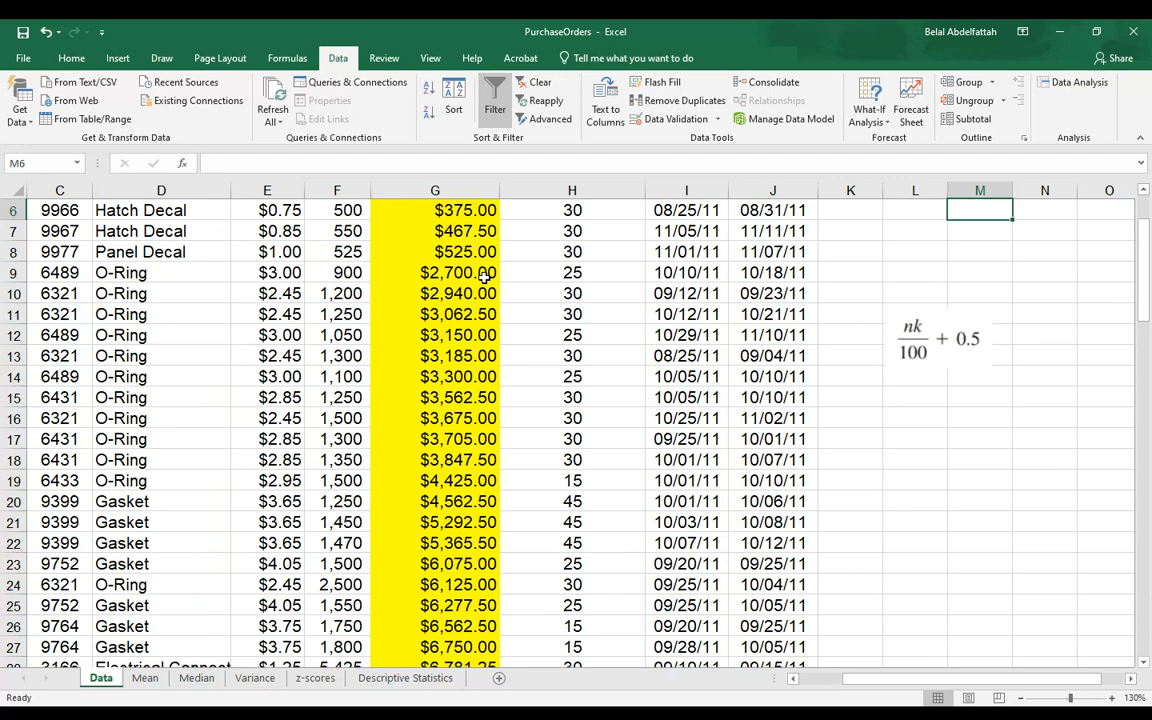 PurchaseOrders - Excel
Belal Abdelfattah
File Home Insert Draw Page Layout Formulas Data Review View Help Acrobat Tell me what you want to do Share
Get Data
From Text/CSV
From Web
From Table/Range
Recent Sources
Existing Connections
Get & Transform Data
Refresh All
Queries & Connections
Properties
Edit Links
Queries & Connections
Sort
Filter
Clear
Reapply
Advanced
Sort & Filter
Text to Columns
Flash Fill
Remove Duplicates
Data Validation
Consolidate
Relationships
Manage Data Model
Data Tools
What-If Analysis
Forecast Sheet
Forecast
Group
Ungroup
Subtotal
Outline
Data Analysis
Analysis
M6 fx
C D E F G H I J K L M N O
6 9966 Hatch Decal $0.75 500 $375.00 30 08/25/11 08/31/11
7 9967 Hatch Decal $0.85 550 $467.50 30 11/05/11 11/11/11
8 9977 Panel Decal $1.00 525 $525.00 30 11/01/11 11/07/11
9 6489 O-Ring $3.00 900 $2,700.00 25 10/10/11 10/18/11
10 6321 O-Ring $2.45 1,200 $2,940.00 30 09/12/11 09/23/11
11 6321 O-Ring $2.45 1,250 $3,062.50 30 10/12/11 10/21/11
12 6489 O-Ring $3.00 1,050 $3,150.00 25 10/29/11 11/10/11
13 6321 O-Ring $2.45 1,300 $3,185.00 30 08/25/11 09/04/11
14 6489 O-Ring $3.00 1,100 $3,300.00 25 10/05/11 10/10/11
15 6431 O-Ring $2.85 1,250 $3,562.50 30 10/05/11 10/10/11
16 6321 O-Ring $2.45 1,500 $3,675.00 30 10/25/11 11/02/11
17 6431 O-Ring $2.85 1,300 $3,705.00 30 09/25/11 10/01/11
18 6431 O-Ring $2.85 1,350 $3,847.50 30 10/01/11 10/07/11
19 6433 O-Ring $2.95 1,500 $4,425.00 15 10/01/11 10/10/11
20 9399 Gasket $3.65 1,250 $4,562.50 45 10/01/11 10/06/11
21 9399 Gasket $3.65 1,450 $5,292.50 45 10/03/11 10/08/11
22 9399 Gasket $3.65 1,470 $5,365.50 45 10/07/11 10/12/11
23 9752 Gasket $4.05 1,500 $6,075.00 25 09/20/11 09/25/11
24 6321 O-Ring $2.45 2,500 $6,125.00 30 09/25/11 10/04/11
25 9752 Gasket $4.05 1,550 $6,277.50 25 09/25/11 10/05/11
26 9764 Gasket $3.75 1,750 $6,562.50 15 09/20/11 09/25/11
27 9764 Gasket $3.75 1,800 $6,750.00 15 09/28/11 10/05/11
28 3166 Electrical Connect $1.25 5,425 $6,781.25 30 09/10/11 09/15/11
nk
100 + 0.5
Data Mean Median Variance z-scores Descriptive Statistics
Ready 130%